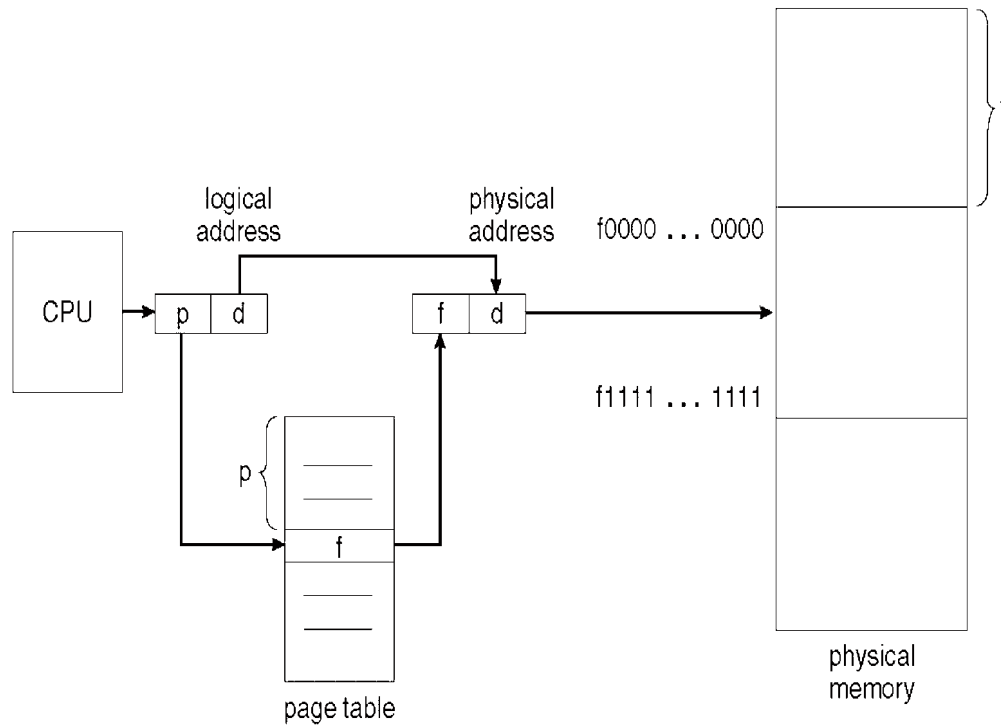 logical
address
physical
address
f0000 ... 0000
CPU
p
d
f
d
f1111 ... 1111
p
f
page table
physical
memory